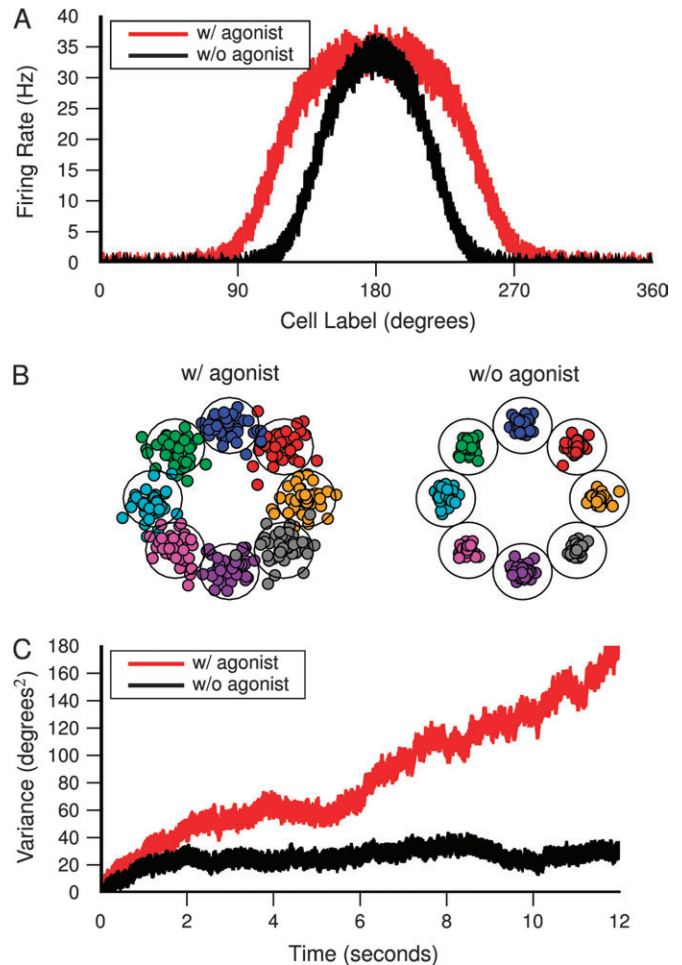 A
w/ agonist
w/o agonist
Firing Rate (Hz)
40
35
30
25
20
15
10
5
0
0 90 180 270 360
Cell Label (degrees)
B
w/ agonist w/o agonist
C
w/ agonist
w/o agonist
Variance (degrees²)
180
160
140
120
100
80
60
40
20
0
0 2 4 6 8 10 12
Time (seconds)